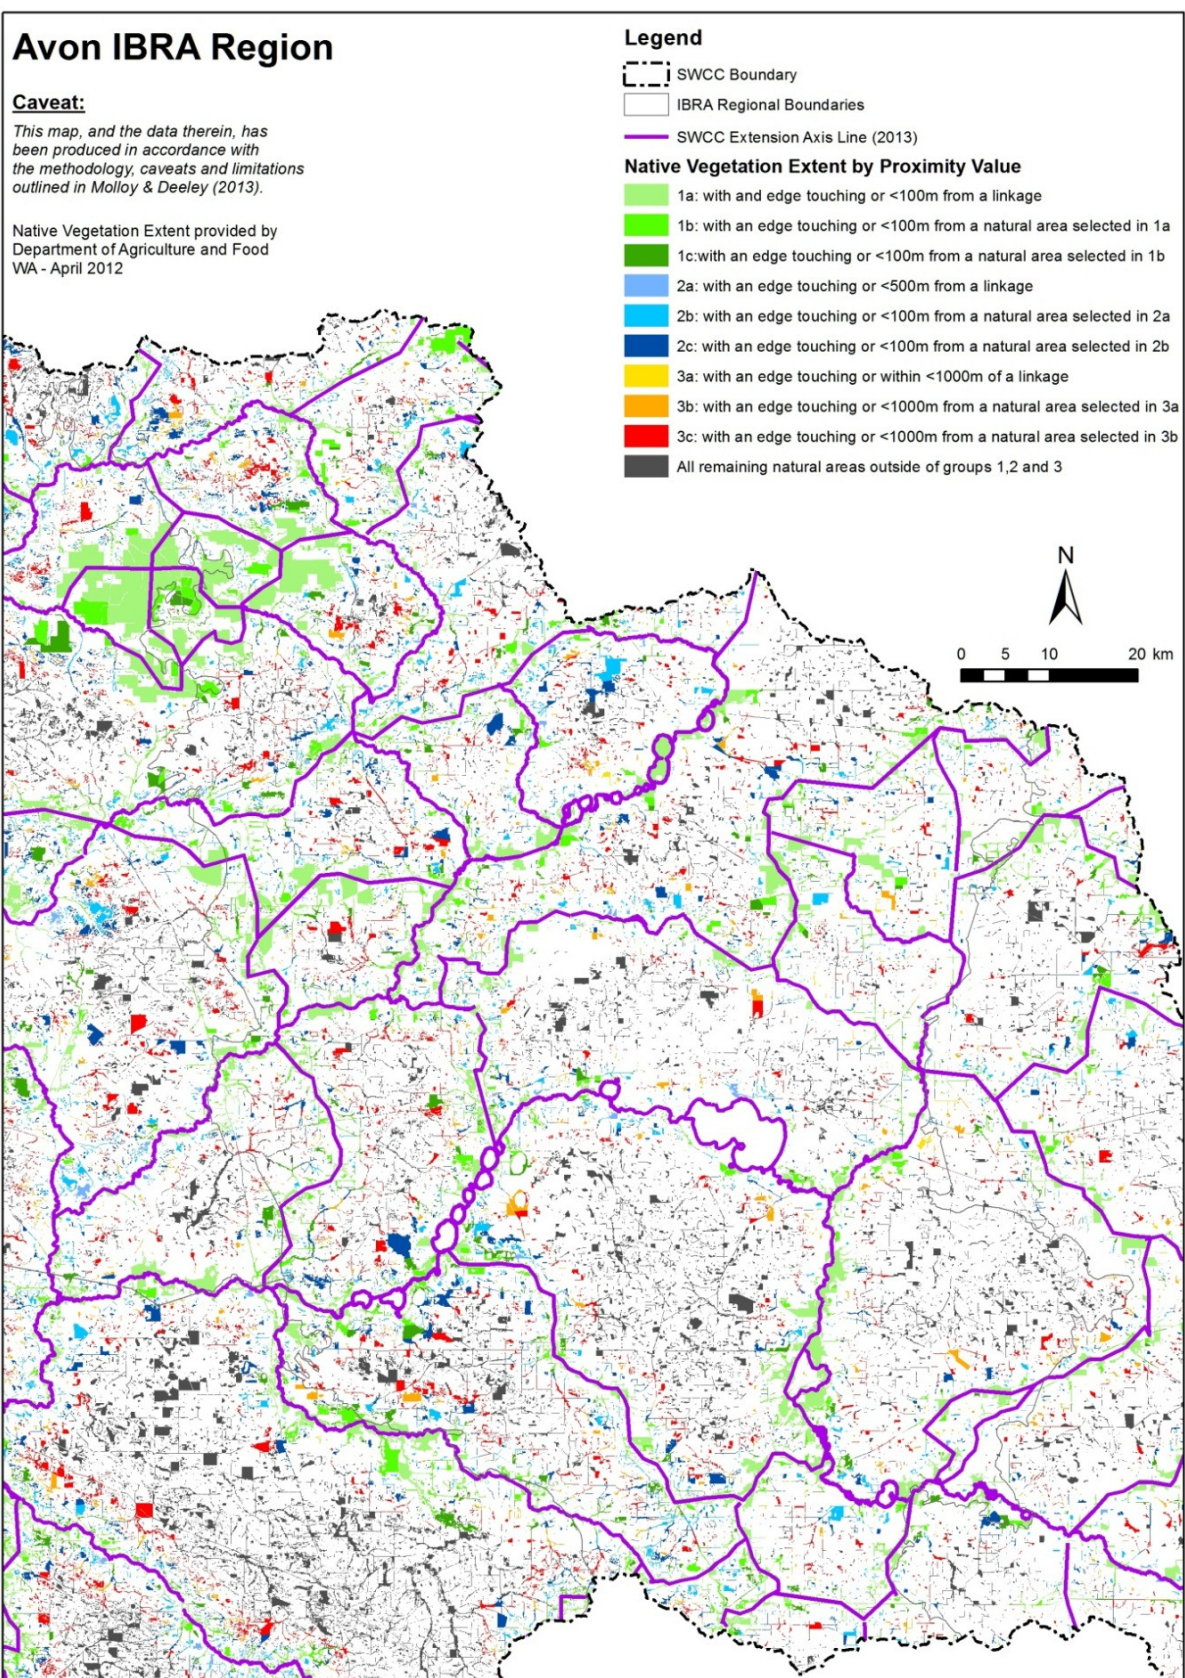 Avon IBRA Region
Caveat:
This map, and the data therein, has
been produced in accordance with
the methodology, caveats and limitations
outlined in Molloy & Deeley (2013).
Native Vegetation Extent provided by
Department of Agriculture and Food
WA - April 2012
Legend
SWCC Boundary
IBRA Regional Boundaries
SWCC Extension Axis Line (2013)
Native Vegetation Extent by Proximity Value
1a: with and edge touching or <100m from a linkage
1b: with an edge touching or <100m from a natural area selected in 1a
1c:with an edge touching or <100m from a natural area selected in 1b
2a: with an edge touching or <500m from a linkage
2b: with an edge touching or <100m from a natural area selected in 2a
2c: with an edge touching or <100m from a natural area selected in 2b
3a: with an edge touching or within <1000m of a linkage
3b: with an edge touching or <1000m from a natural area selected in 3a
3c: with an edge touching or <1000m from a natural area selected in 3b
All remaining natural areas outside of groups 1,2 and 3
N
0 5 10 20 km